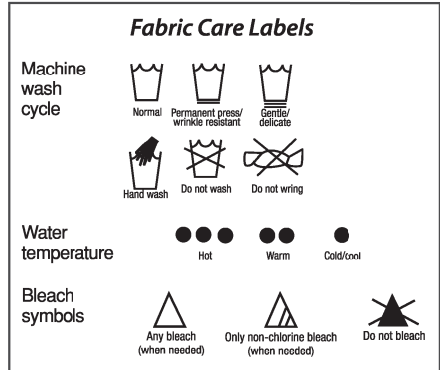 Fabric Care Labels
Machine
wash
cycle
Normal
Permanent press/
wrinkle resistant
Gentle/
delicate
Hand wash
Do not wash
Do not wring
Water
temperature
Hot
Warm
Cold/cool
Bleach
symbols
Any bleach
(when needed)
Only non-chlorine bleach
(when needed)
Do not bleach